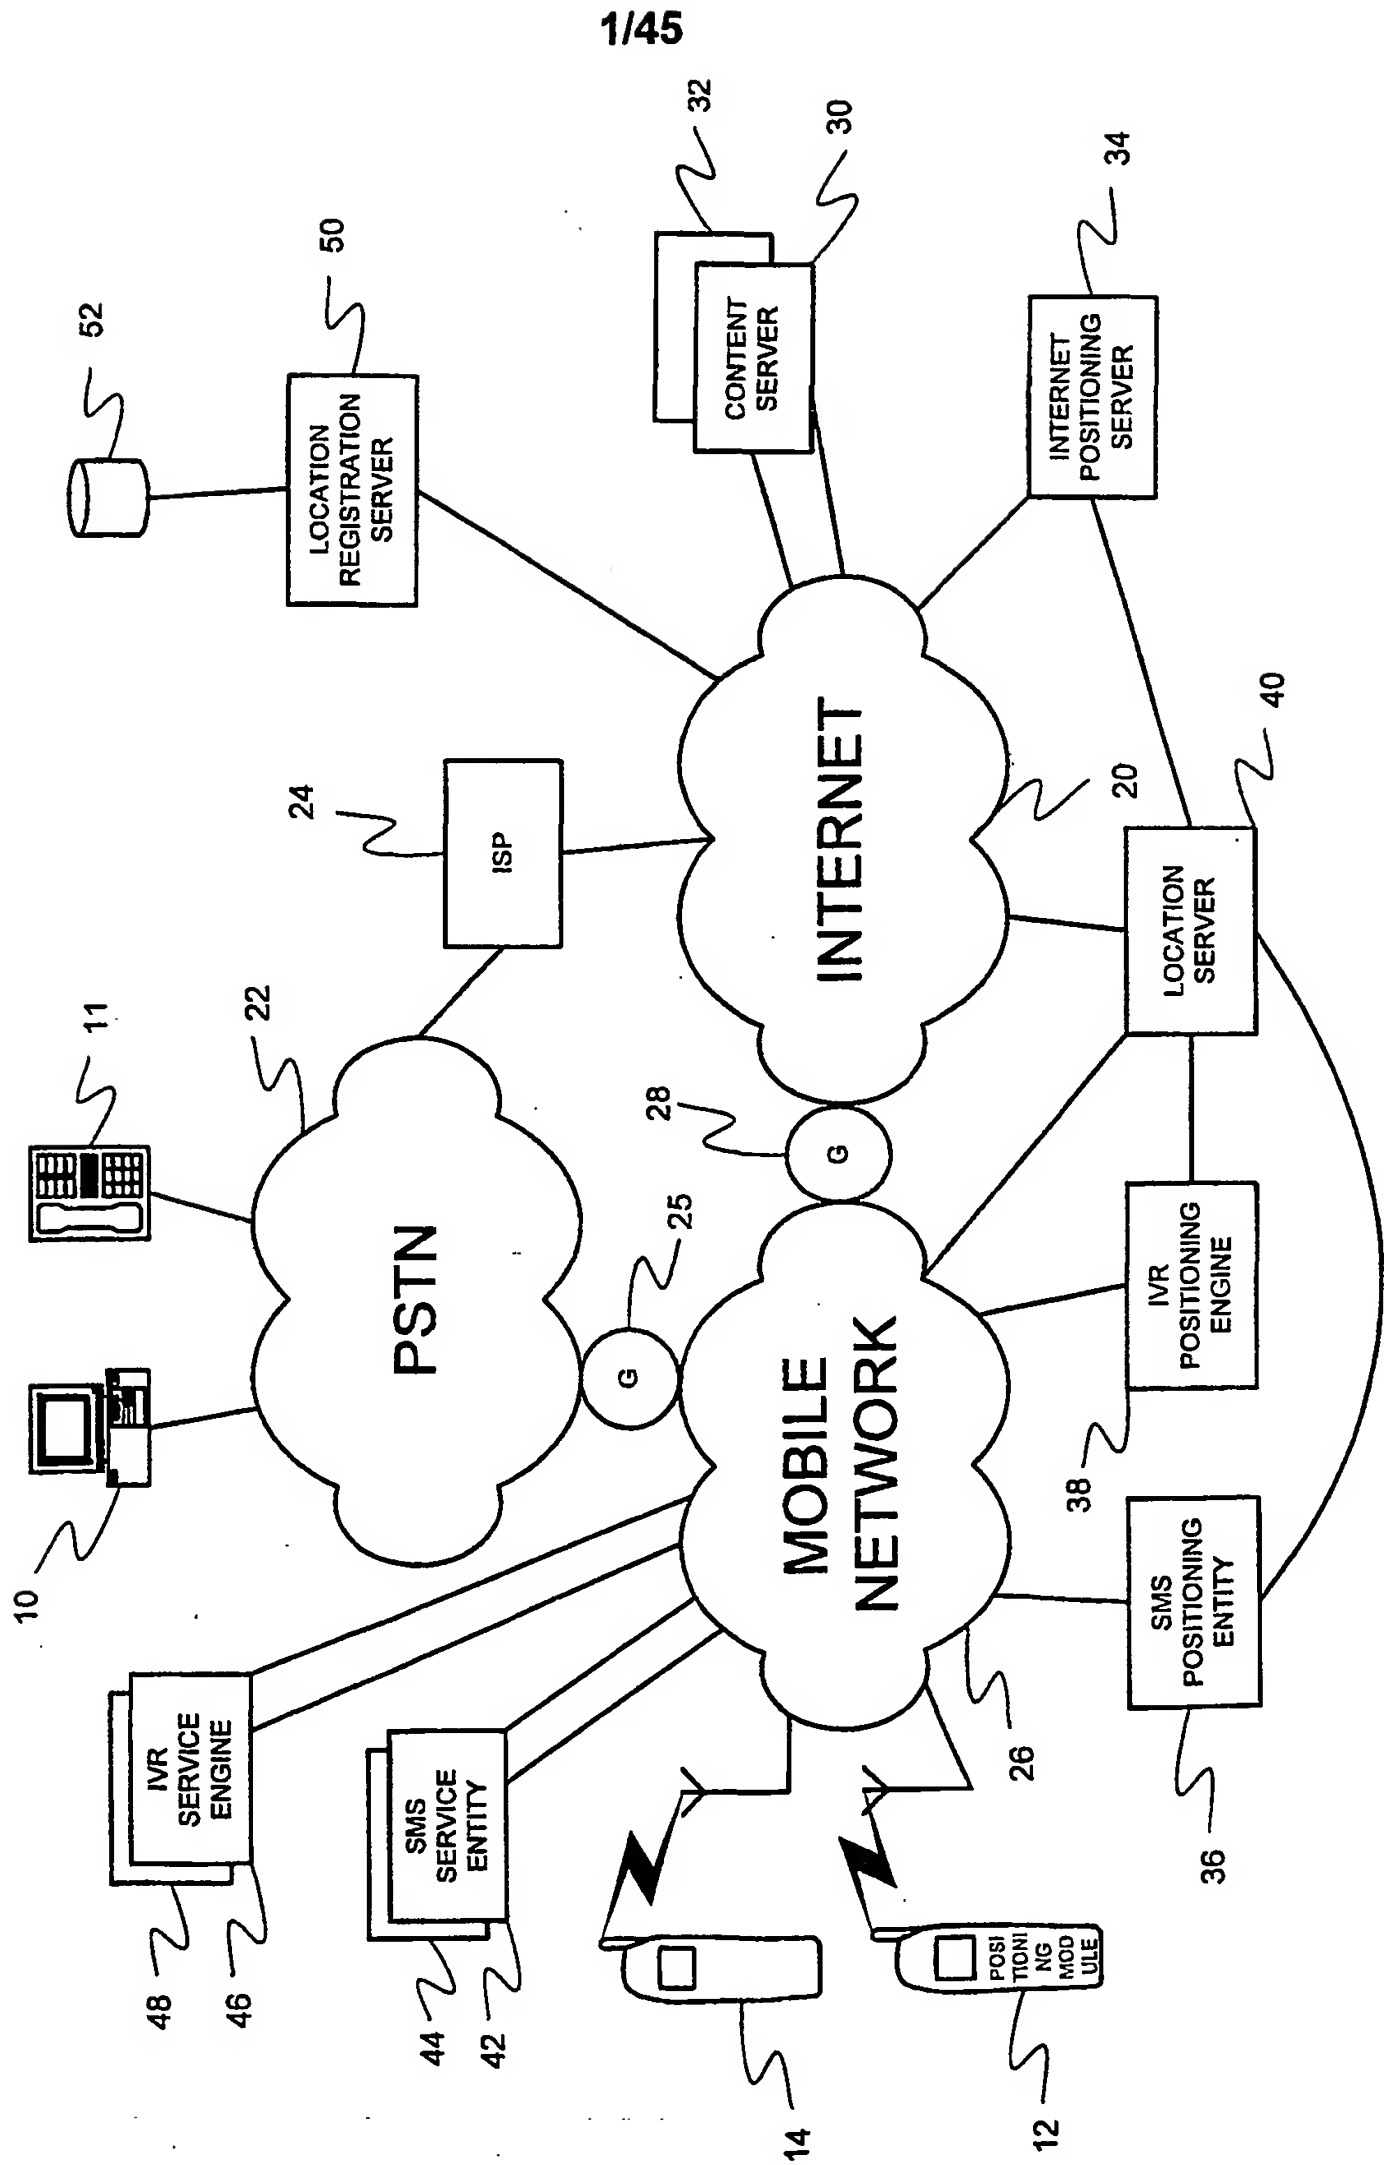 1/45
10
11
52
50
22
24
32
30
34
LOCATION
REGISTRATION
SERVER
CONTENT
SERVER
INTERNET
POSITIONING
SERVER
ISP
PSTN
INTERNET
20
40
28
G
25
G
LOCATION
SERVER
IVR
SERVICE
ENGINE
48
46
SMS
SERVICE
ENTITY
44
42
MOBILE
NETWORK
26
IVR
POSITIONING
ENGINE
38
SMS
POSITIONING
ENTITY
36
14
POSI
TIONI
NG
MOD
ULE
12